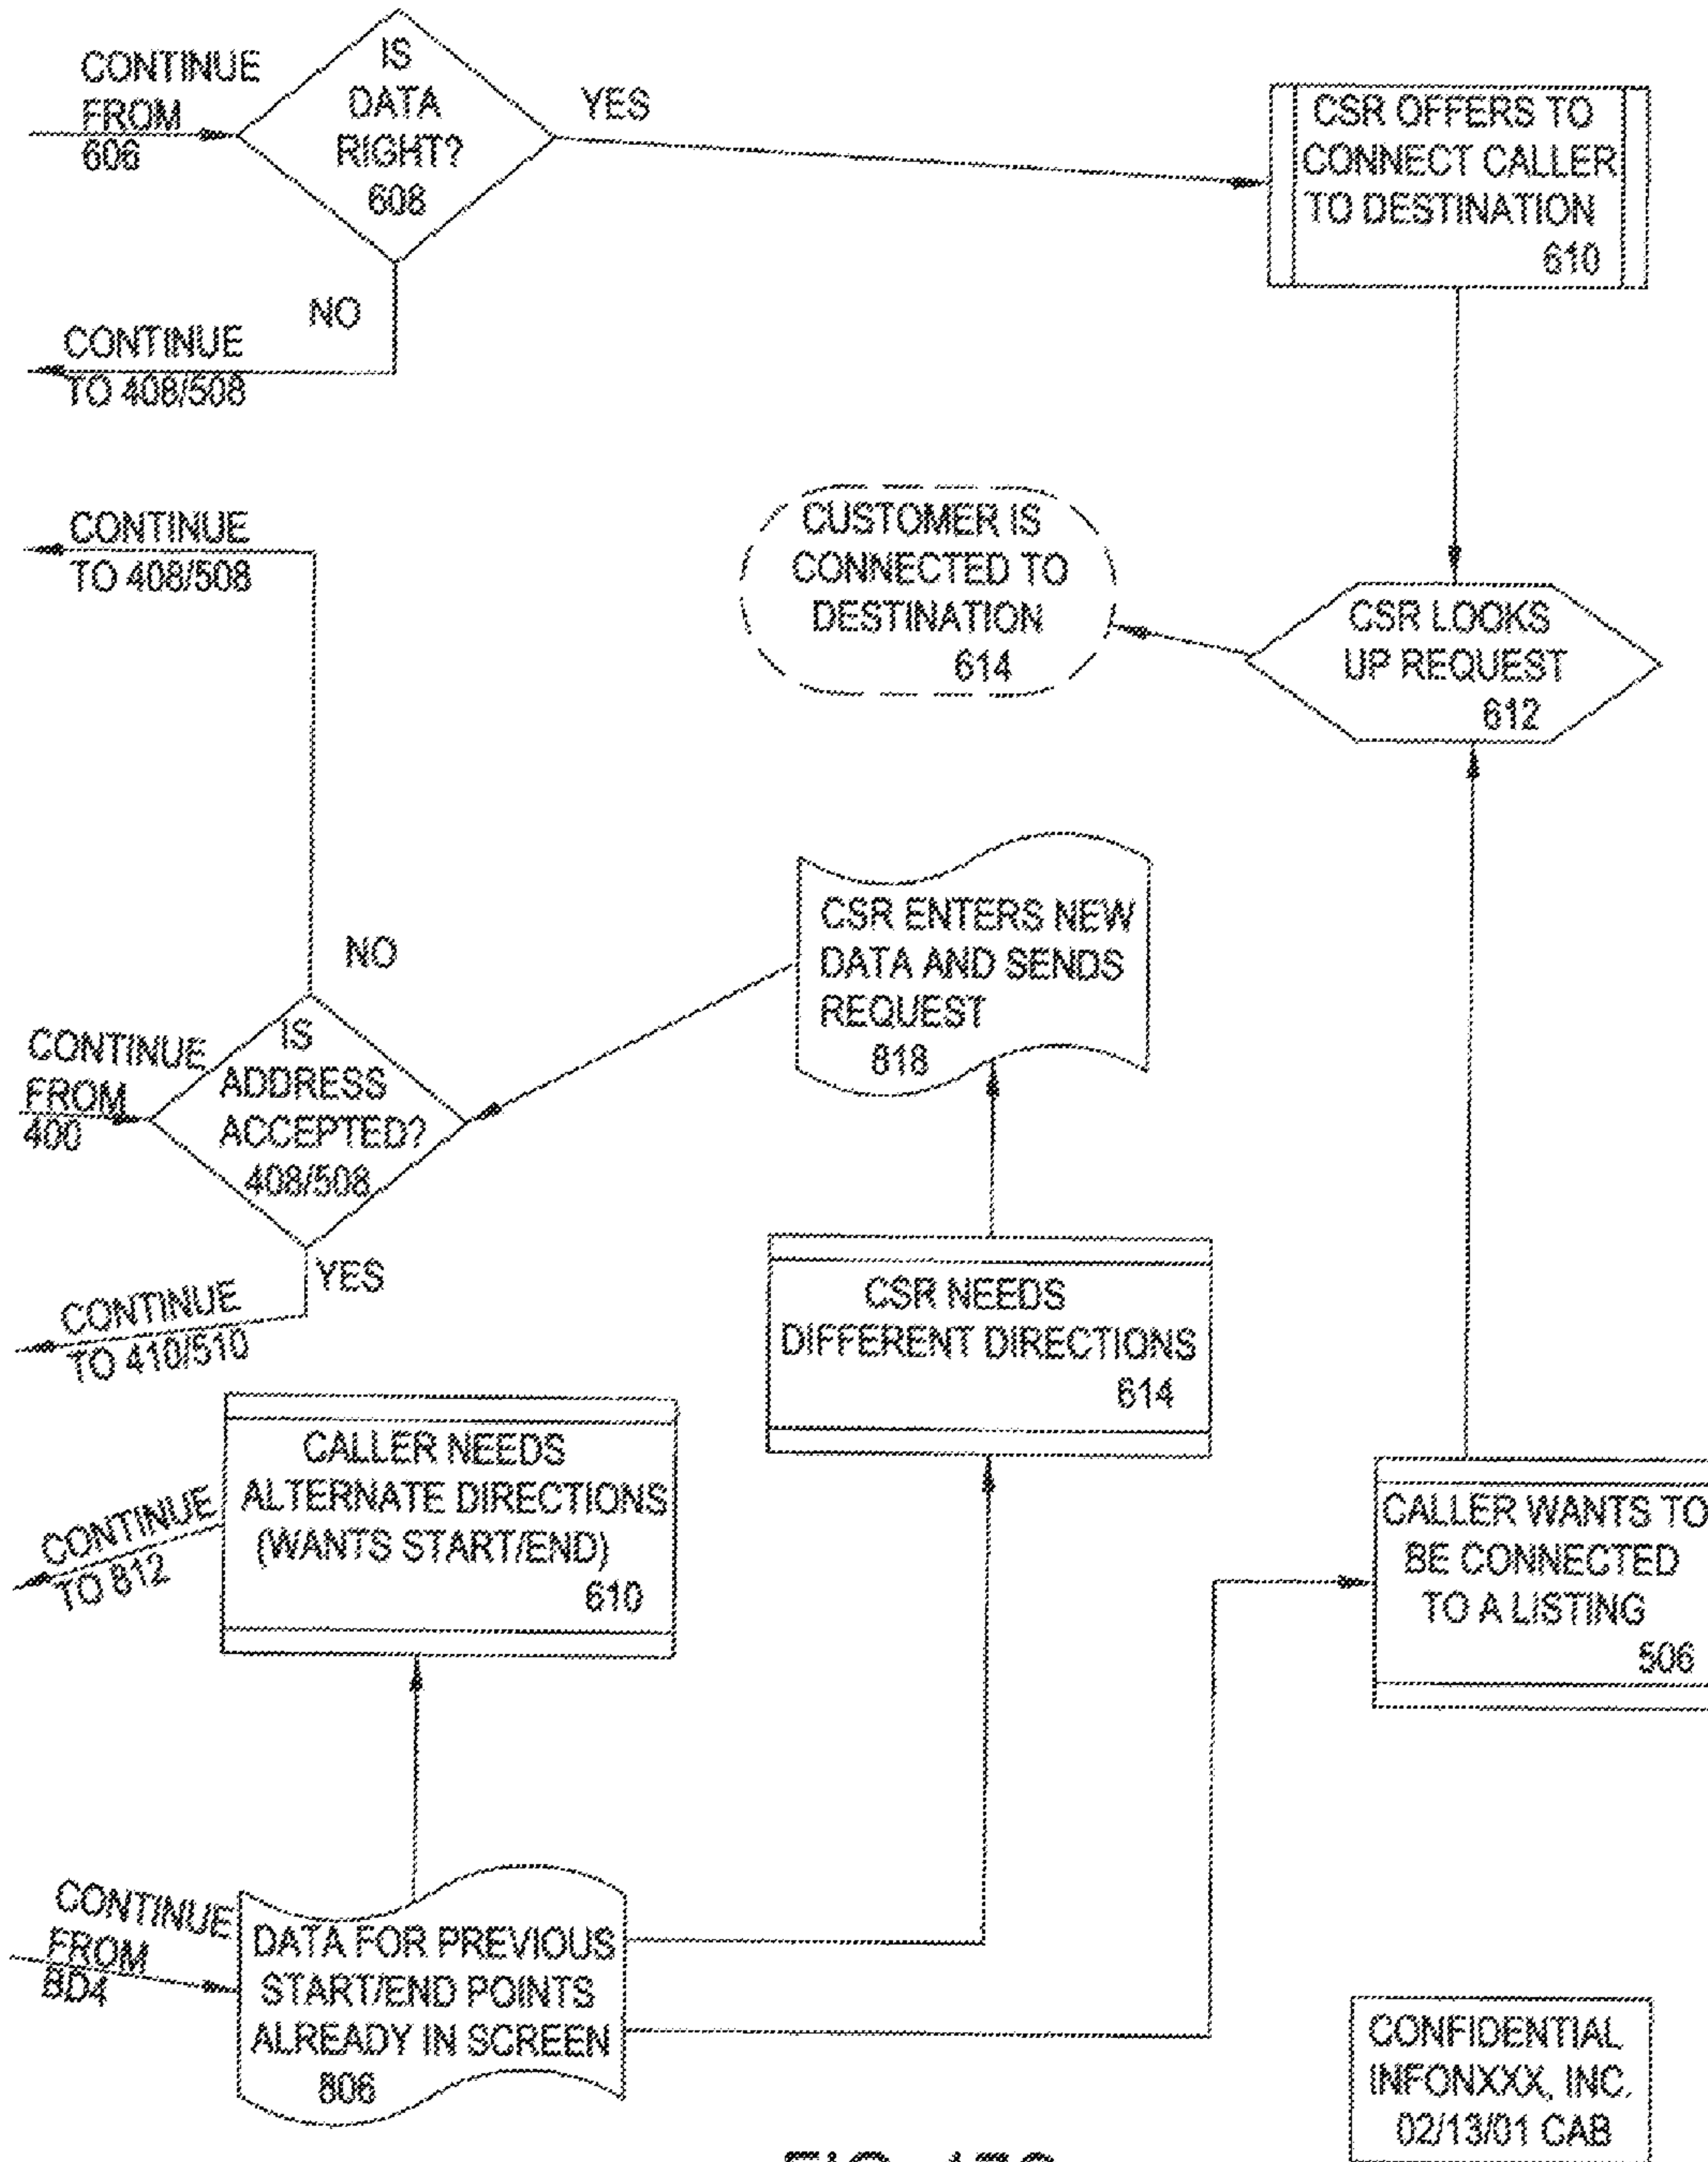 CONTINUE
FROM
606
IS
DATA
RIGHT?
608
YES
CSR OFFERS TO
CONNECT CALLER
TO DESTINATION
610
NO
CONTINUE
TO 408/508
CONTINUE
TO 408/508
CUSTOMER IS
CONNECTED TO
DESTINATION
614
CSR LOOKS
UP REQUEST
612
NO
CSR ENTERS NEW
DATA AND SENDS
REQUEST
818
CONTINUE
FROM
400
IS
ADDRESS
ACCEPTED?
408/508
YES
CONTINUE
TO 410/510
CSR NEEDS
DIFFERENT DIRECTIONS
614
CALLER NEEDS
ALTERNATE DIRECTIONS
(WANTS START/END)
610
CONTINUE
TO 812
CALLER WANTS TO
BE CONNECTED
TO A LISTING
506
CONTINUE
FROM
8D4
DATA FOR PREVIOUS
START/END POINTS
ALREADY IN SCREEN
806
CONFIDENTIAL
INFONXXX, INC.
02/13/01 CAB